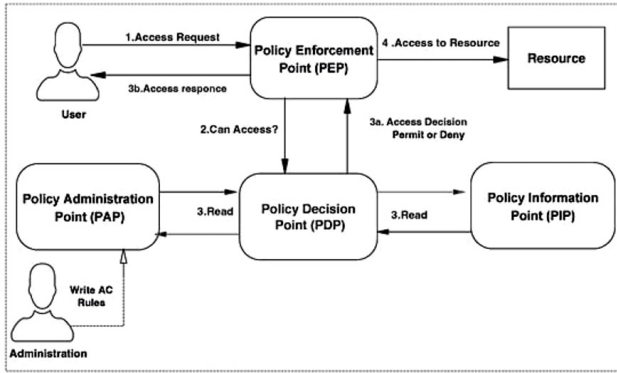 1.Access Request
Policy Enforcement
Point (PEP)
4 .Access to Resource
Resource
3b.Access responce
User
2.Can Access?
3a. Access Decision
Permit or Deny
Policy Administration
Point (PAP)
3.Read
Policy Decision
Point (PDP)
3.Read
Policy Information
Point (PIP)
Write AC
Rules
Administration